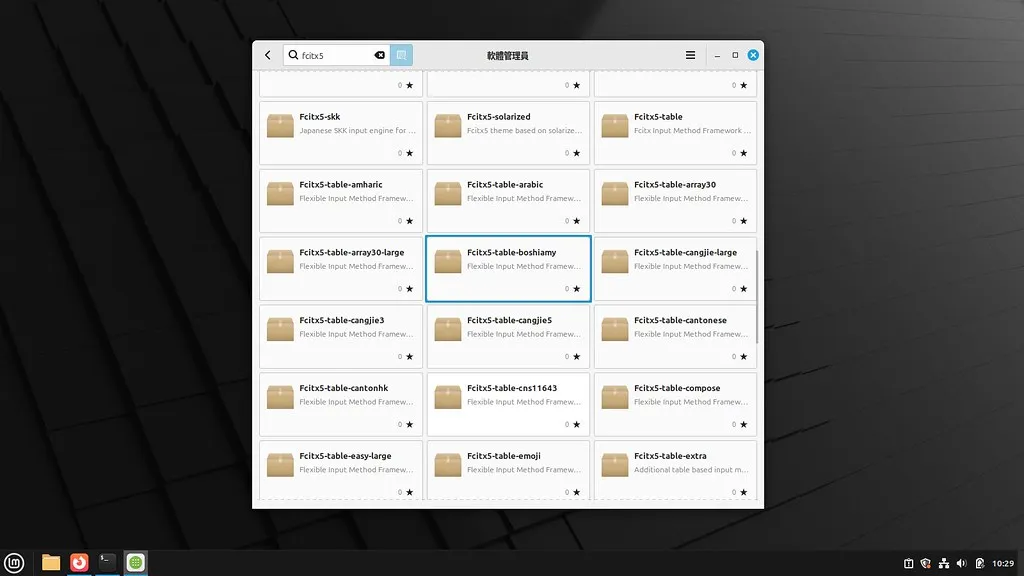 fcitx5
軟體管理員
0 ★
0 ★
0 ★
Fcitx5-skk
Japanese SKK input engine for ...
0 ★
Fcitx5-solarized
Fcitx5 theme based on solarize...
0 ★
Fcitx5-table
Fcitx Input Method Framework ...
0 ★
Fcitx5-table-amharic
Flexible Input Method Framew...
0 ★
Fcitx5-table-arabic
Flexible Input Method Framew...
0 ★
Fcitx5-table-array30
Flexible Input Method Framew...
0 ★
Fcitx5-table-array30-large
Flexible Input Method Framew...
0 ★
Fcitx5-table-boshiamy
Flexible Input Method Framew...
0 ★
Fcitx5-table-cangjie-large
Flexible Input Method Framew...
0 ★
Fcitx5-table-cangjie3
Flexible Input Method Framew...
0 ★
Fcitx5-table-cangjie5
Flexible Input Method Framew...
0 ★
Fcitx5-table-cantonese
Flexible Input Method Framew...
0 ★
Fcitx5-table-cantonhk
Flexible Input Method Framew...
0 ★
Fcitx5-table-cns11643
Flexible Input Method Framew...
0 ★
Fcitx5-table-compose
Flexible Input Method Framew...
0 ★
Fcitx5-table-easy-large
Flexible Input Method Framew...
0 ★
Fcitx5-table-emoji
Flexible Input Method Framew...
0 ★
Fcitx5-table-extra
Additional table based input m...
0 ★
10:29